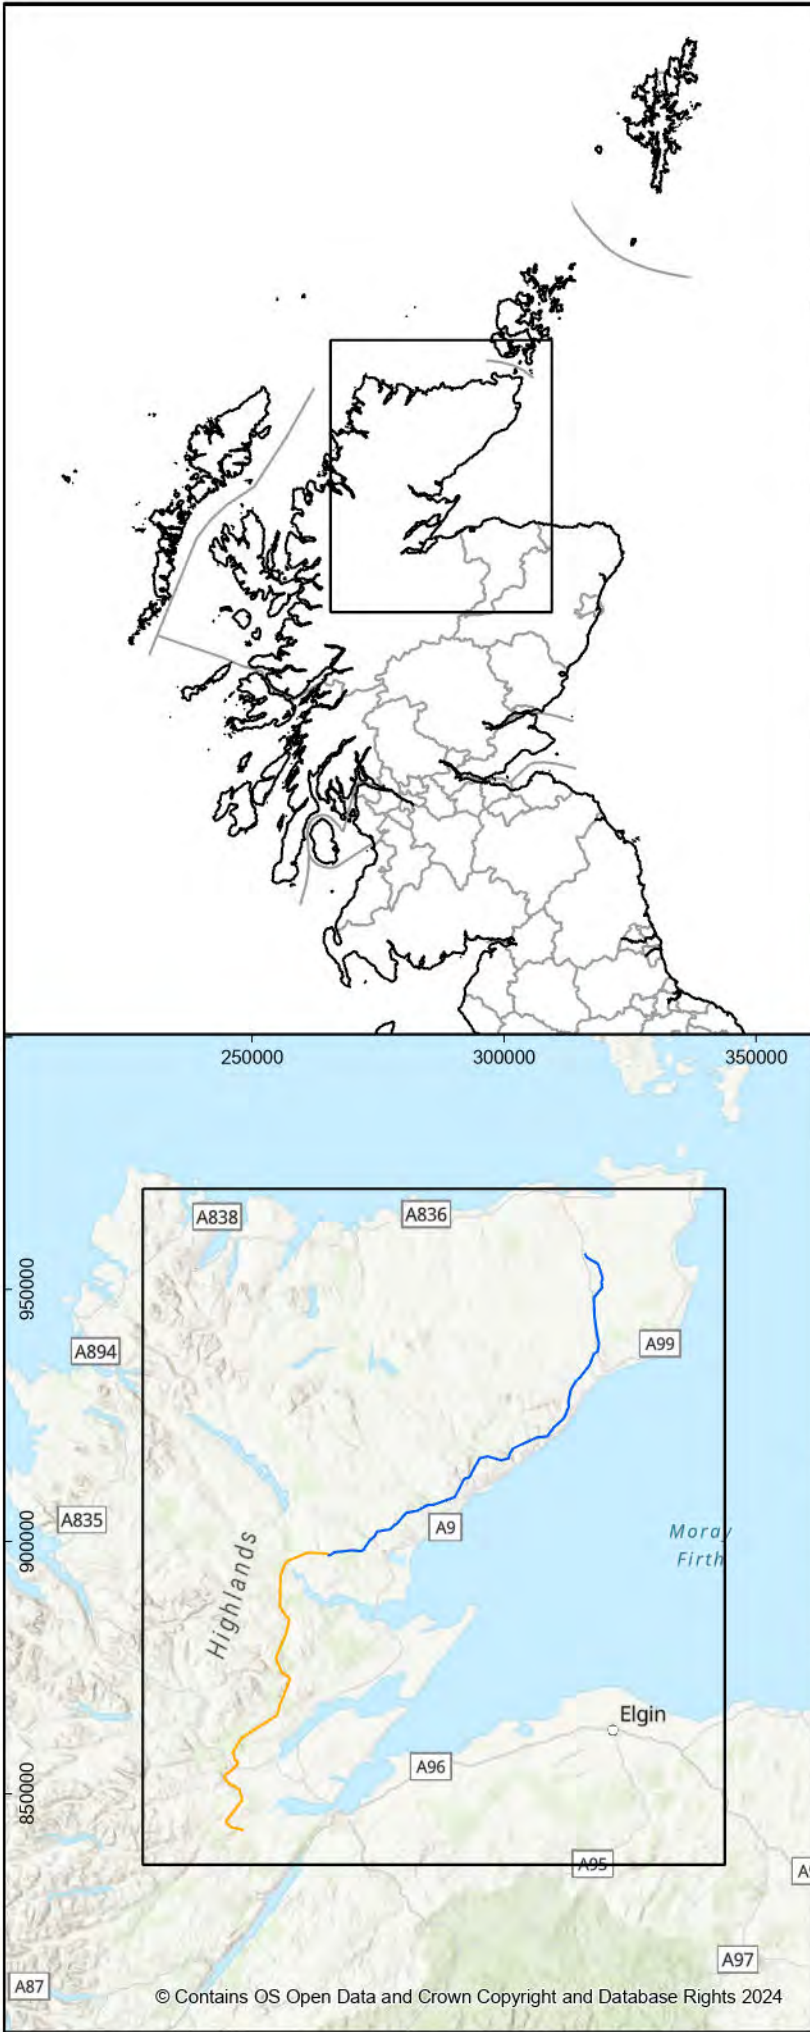 250000
300000
350000
A838
A836
950000
A99
A894
A835
A9
900000
Moray
Firth
Highlands
Elgin
A96
850000
A95
A97
A87
© Contains OS Open Data and Crown Copyright and Database Rights 2024